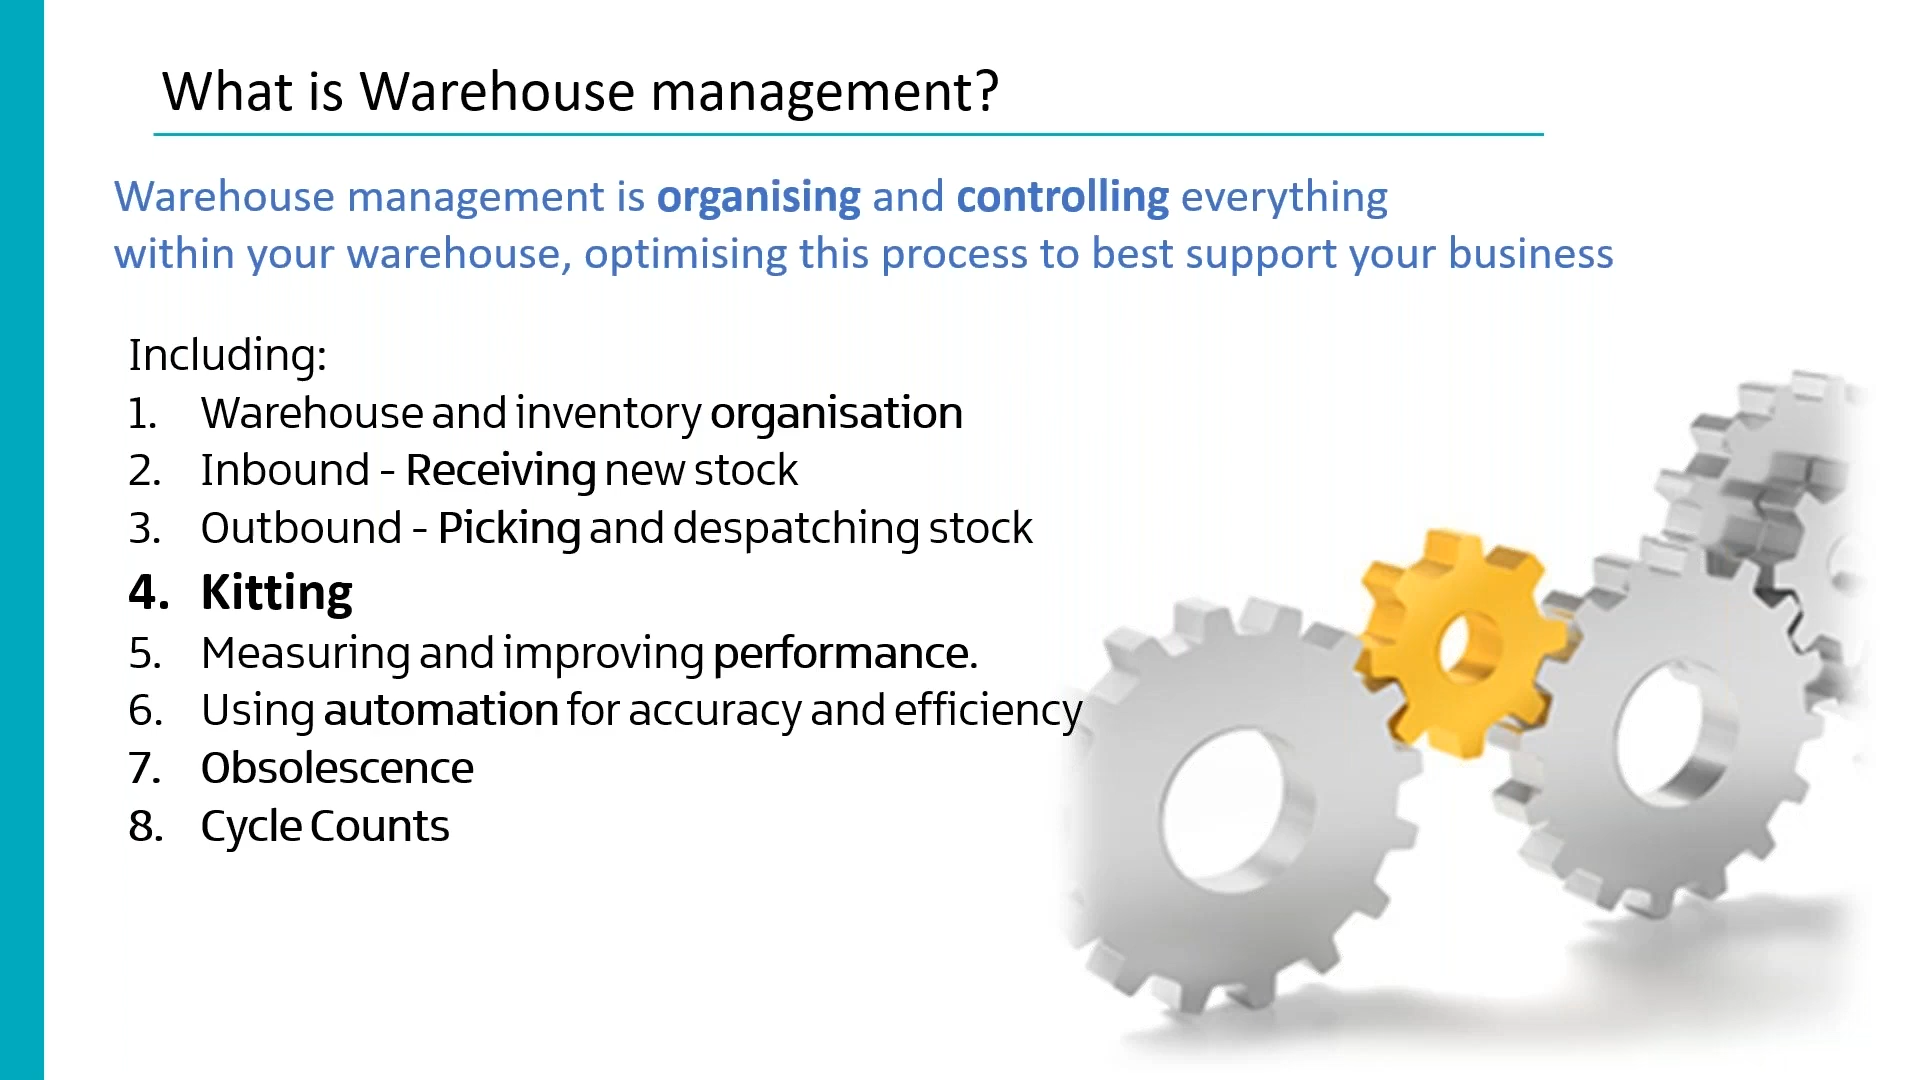 What is Warehouse management?
Warehouse management is organising and controlling everything
within your warehouse, optimising this process to best support your business
Including:
1. Warehouse and inventory organisation
2. Inbound - Receiving new stock
3. Outbound - Picking and despatching stock
4. Kitting
5. Measuring and improving performance.
6. Using automation for accuracy and efficiency
7. Obsolescence
8. Cycle Counts